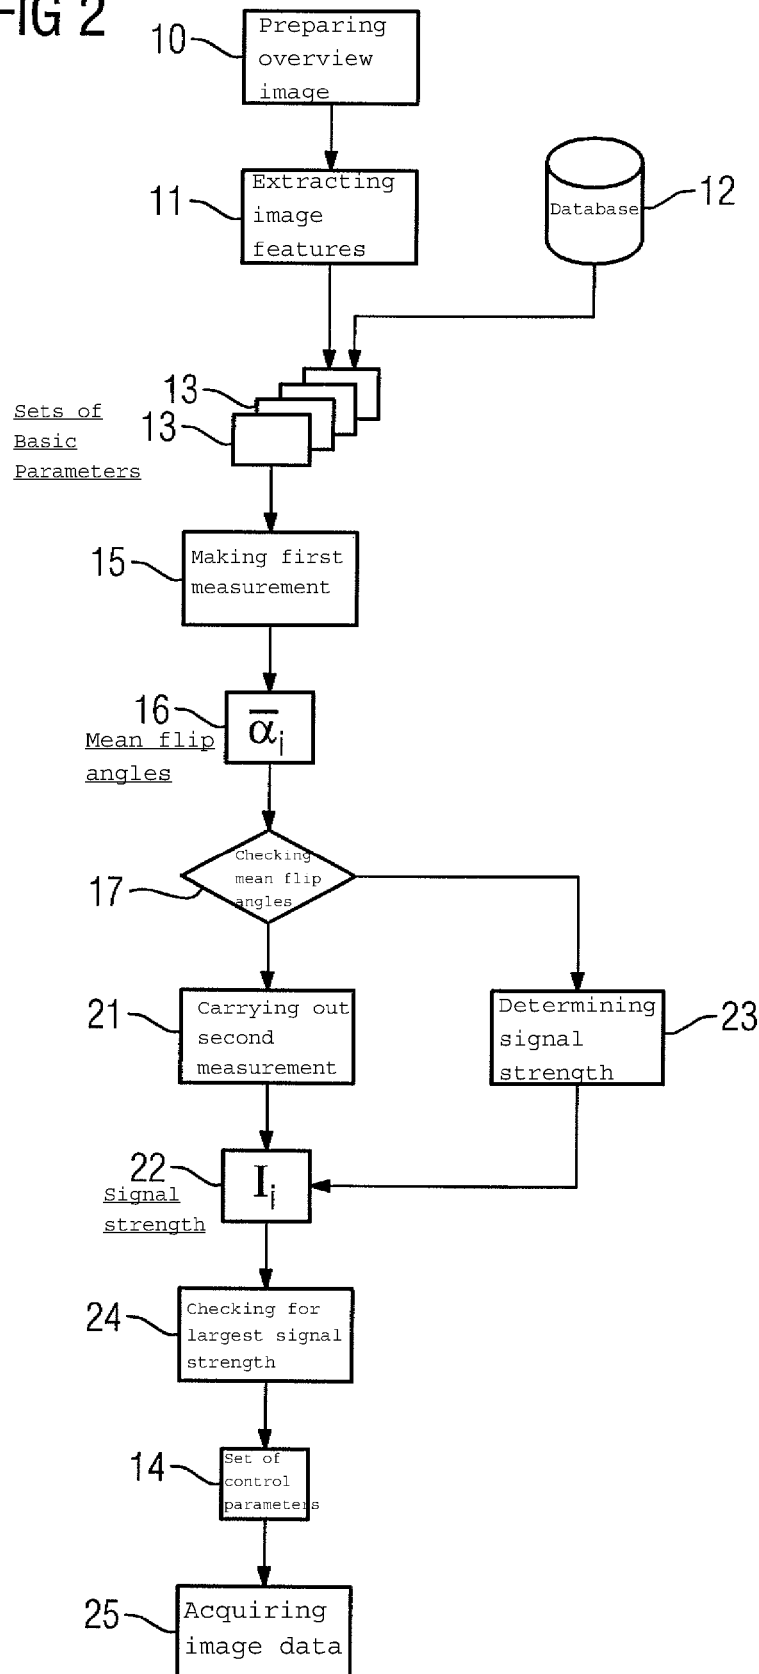 FIG 2
10
Preparing
overview
image
11
Extracting
image
features
Database
12
13
13
Sets of
Basic
Parameters
15
Making first
measurement
16
α̅i
Mean flip
angles
17
Checking
mean flip
angles
21
Carrying out
second
measurement
Determining
signal
strength
23
22
Ii
Signal
strength
24
Checking for
largest signal
strength
14
Set of
control
parameters
25
Acquiring
image data